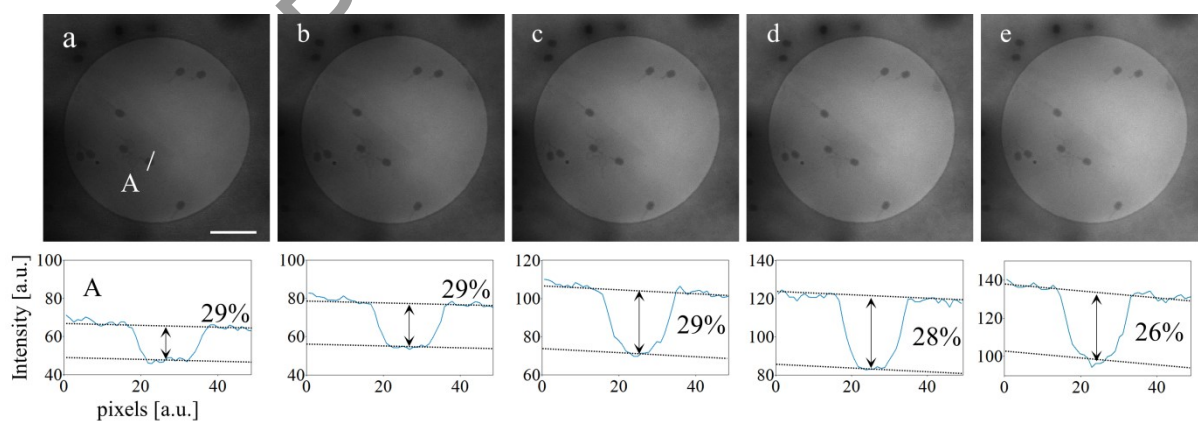 a b c d e
A
100 100 120 140
A 29% 29% 29% 28% 26%
Intensity [a.u.]
80 80 100 120 140
60 60 80 100 120
40 40 60 80 100
0 20 40 0 20 40 0 20 40 0 20 40 0 20 40
pixels [a.u.]